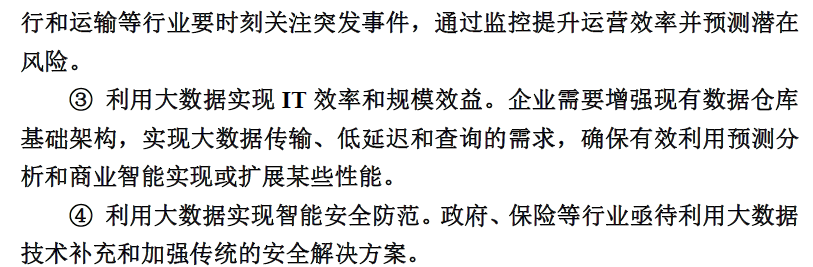 行和运输等行业要时刻关注突发事件，通过监控提升运营效率并预测潜在
风险。
③ 利用大数据实现 IT 效率和规模效益。企业需要增强现有数据仓库
基础架构，实现大数据传输、低延迟和查询的需求，确保有效利用预测分
析和商业智能实现或扩展某些性能。
④ 利用大数据实现智能安全防范。政府、保险等行业亟待利用大数据
技术补充和加强传统的安全解决方案。